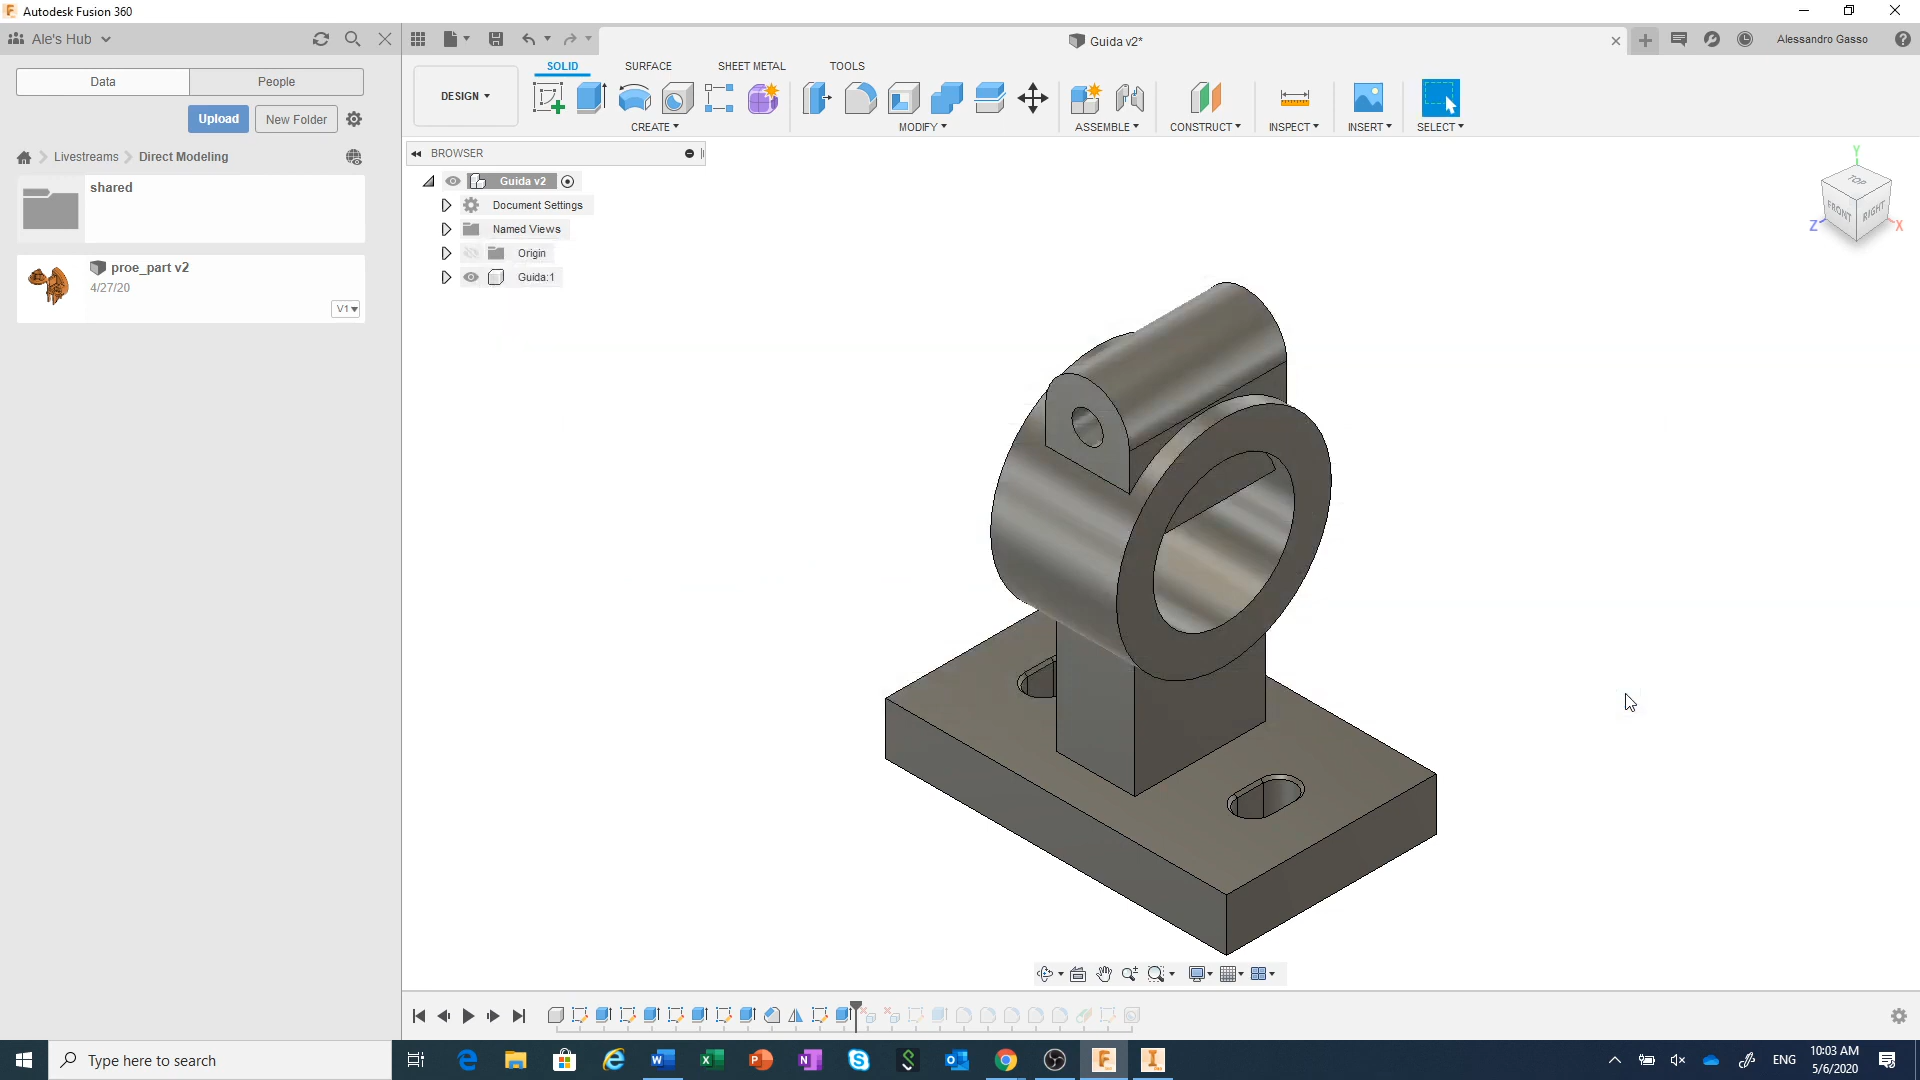 Autodesk Fusion 360
Ale's Hub
Guida v2*
Alessandro Gasso
Data
People
Upload
New Folder
Livestreams
Direct Modeling
shared
proe_part v2
4/27/20
V1
DESIGN
SOLID
SURFACE
SHEET METAL
TOOLS
CREATE
MODIFY
ASSEMBLE
CONSTRUCT
INSPECT
INSERT
SELECT
BROWSER
Guida v2
Document Settings
Named Views
Origin
Guida:1
Y
TOP
FRONT
RIGHT
Z
X
Type here to search
ENG
10:03 AM
5/6/2020